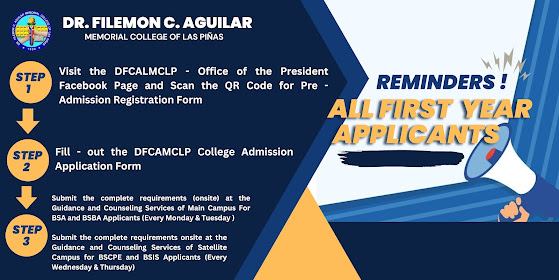 DR. FILEMON C. AGUILAR
MEMORIAL COLLEGE OF LAS PIÑAS
STEP
1
Visit the DFCALMCLP - Office of the President
Facebook Page and Scan the QR Code for Pre -
Admission Registration Form
STEP
2
Fill - out the DFCAMCLP College Admission
Application Form
STEP
3
Submit the complete requirements (onsite) at the
Guidance and Counseling Services of Main Campus For
BSA and BSBA Applicants (Every Monday & Tuesday )
Submit the complete requirements onsite at the
Guidance and Counseling Services of Satellite
Campus for BSCPE and BSIS Applicants (Every
Wednesday & Thursday)
REMINDERS !
ALL FIRST YEAR
APPLICANTS